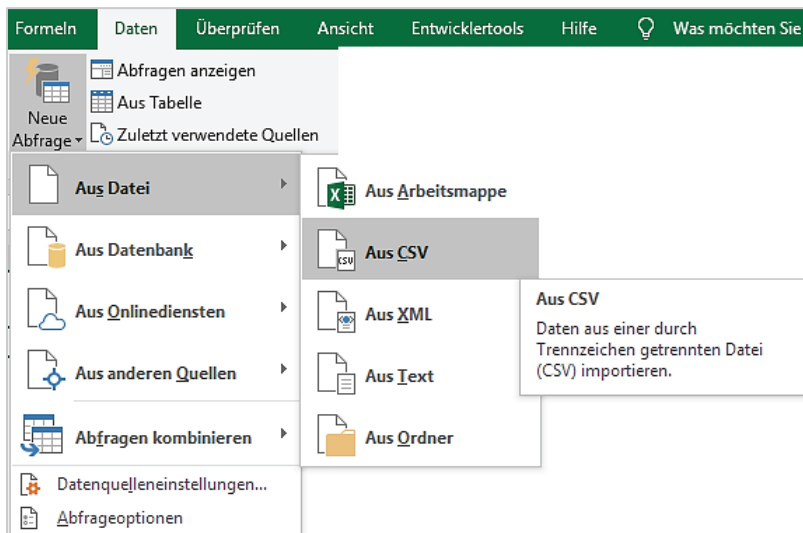 Formeln Daten Überprüfen Ansicht Entwicklertools Hilfe Was möchten Sie
Neue
Abfrage
Abfragen anzeigen
Aus Tabelle
Zuletzt verwendete Quellen
Aus Datei
Aus Datenbank
Aus Onlinediensten
Aus anderen Quellen
Abfragen kombinieren
Datenquelleneinstellungen...
Abfrageoptionen
Aus Arbeitsmappe
Aus CSV
Aus XML
Aus Text
Aus Ordner
X
CSV
Aus CSV
Daten aus einer durch
Trennzeichen getrennten Datei
(CSV) importieren.